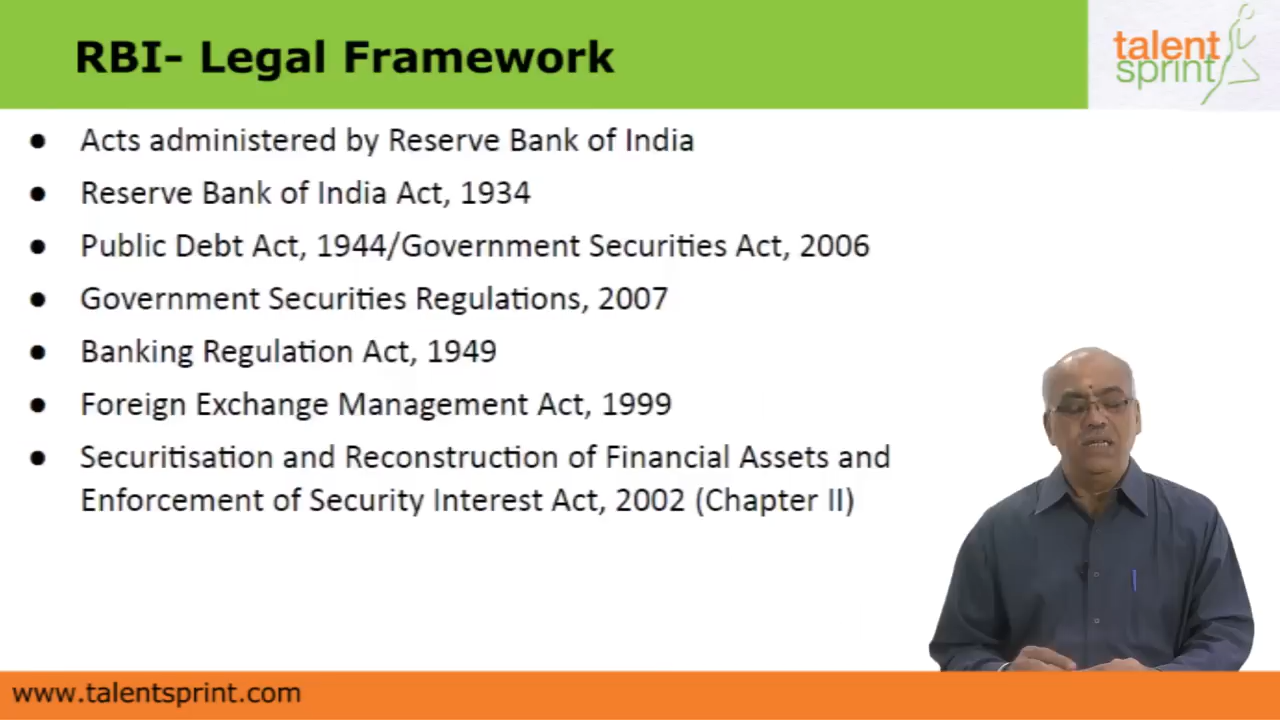 RBI- Legal Framework
talent
sprint
● Acts administered by Reserve Bank of India
● Reserve Bank of India Act, 1934
● Public Debt Act, 1944/Government Securities Act, 2006
● Government Securities Regulations, 2007
● Banking Regulation Act, 1949
● Foreign Exchange Management Act, 1999
● Securitisation and Reconstruction of Financial Assets and
Enforcement of Security Interest Act, 2002 (Chapter II)
www.talentsprint.com